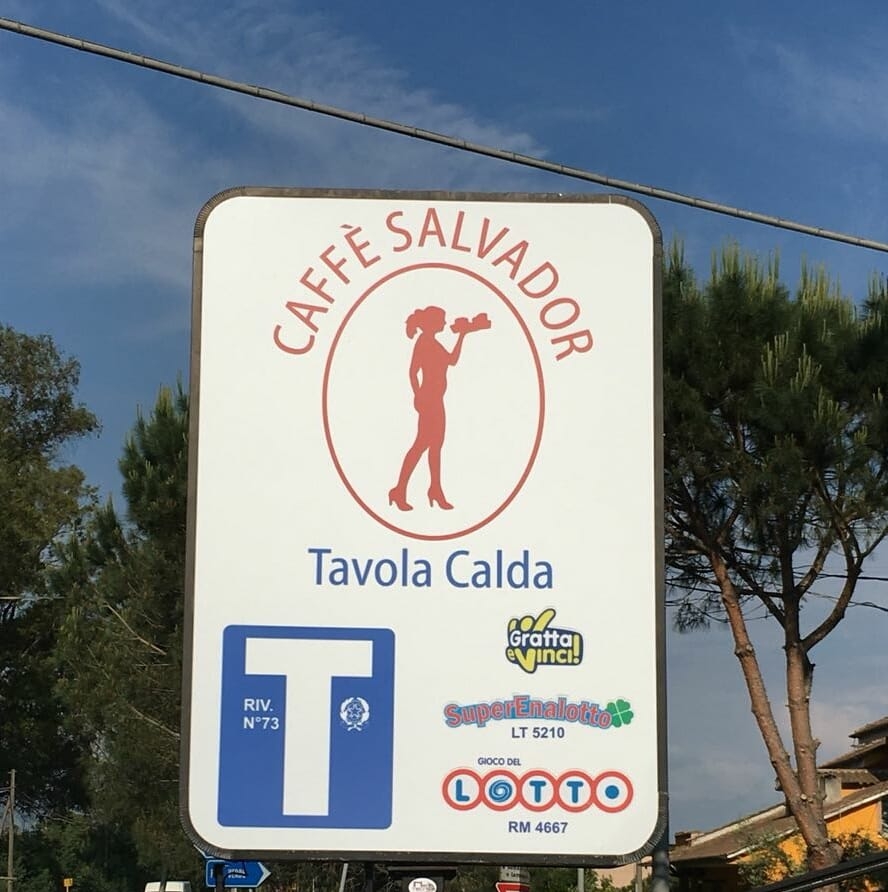 CAFFÈ SALVADOR
Tavola Calda
T
RIV.
N°73
Gratta
e Vinci!
SuperEnalotto
LT 5210
GIOCO DEL
LOTTO
RM 4667